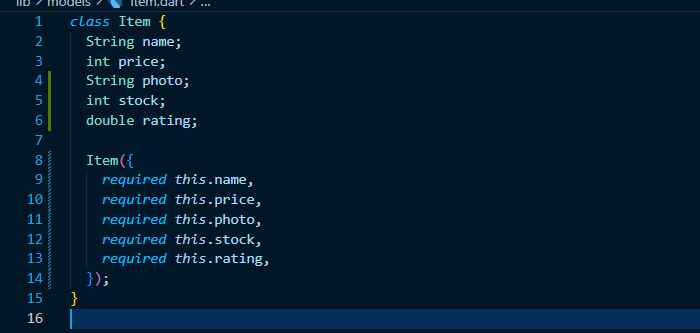 lib > models > item.dart > ...
1 class Item {
2 String name;
3 int price;
4 String photo;
5 int stock;
6 double rating;
7
8 Item({
9 required this.name,
10 required this.price,
11 required this.photo,
12 required this.stock,
13 required this.rating,
14 });
15 }
16